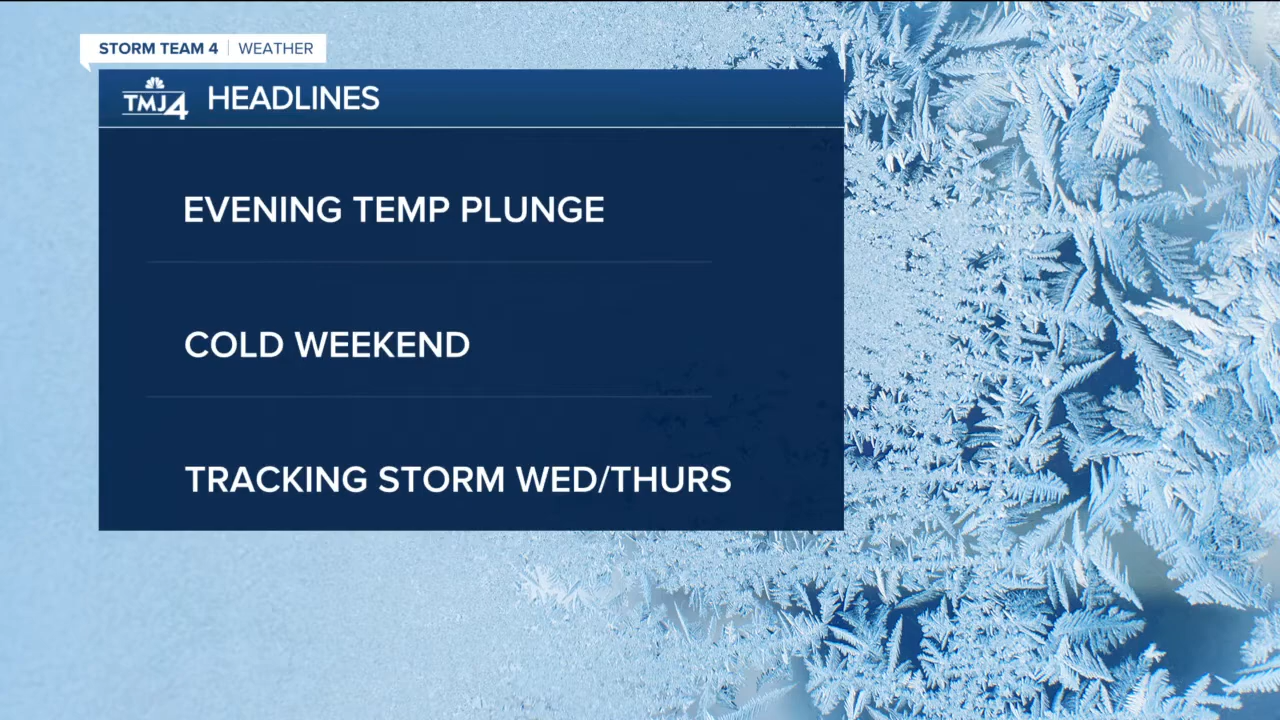 STORM TEAM 4 | WEATHER
TMJ4 HEADLINES
EVENING TEMP PLUNGE
COLD WEEKEND
TRACKING STORM WED/THURS